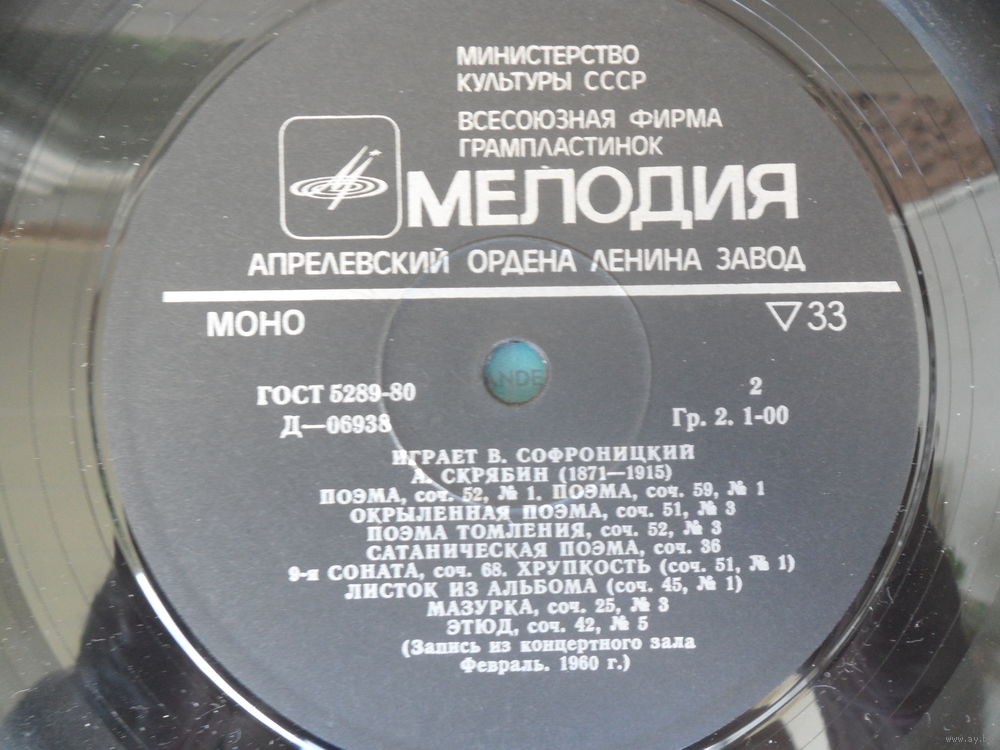 МИНИСТЕРСТВО
КУЛЬТУРЫ СССР
ВСЕСОЮЗНАЯ ФИРМА
ГРАМПЛАСТИНОК
МЕЛОДИЯ
АПРЕЛЕВСКИЙ ОРДЕНА ЛЕНИНА ЗАВОД
МОНО ▽33
ГОСТ 5289-80 2
Д—06938 Гр. 2. 1-00
ИГРАЕТ В. СОФРОНИЦКИЙ
А. СКРЯБИН (1871—1915)
ПОЭМА, соч. 52, № 1. ПОЭМА, соч. 59, № 1
ОКРЫЛЕННАЯ ПОЭМА, соч. 51, № 3
ПОЭМА ТОМЛЕНИЯ, соч. 52, № 3
САТАНИЧЕСКАЯ ПОЭМА, соч. 36
9-я СОНАТА, соч. 68. ХРУПКОСТЬ (соч. 51, № 1)
ЛИСТОК ИЗ АЛЬБОМА (соч. 45, № 1)
МАЗУРКА, соч. 25, № 3
ЭТЮД, соч. 42, № 5
(Запись из концертного зала
Февраль. 1960 г.)